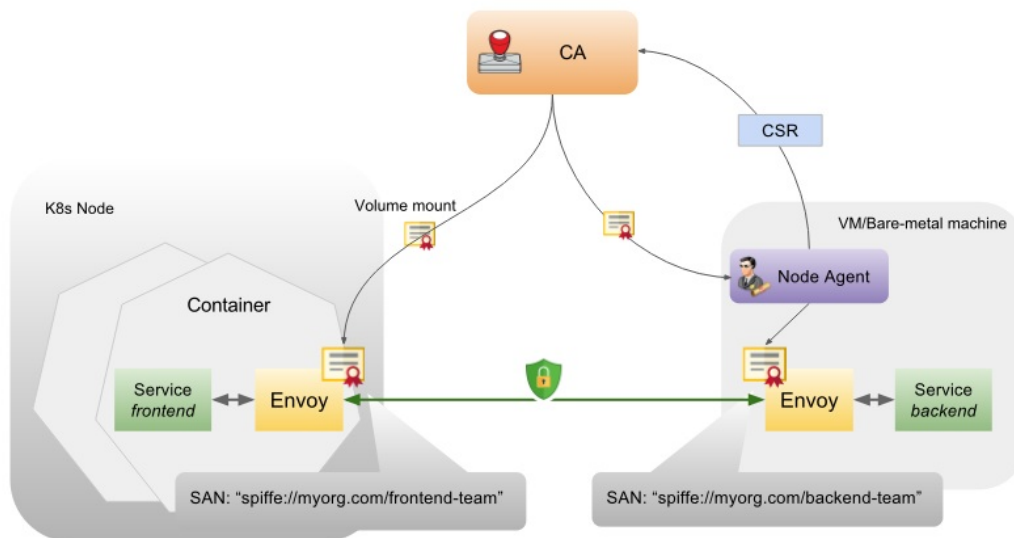 CA
CSR
K8s Node
Volume mount
VM/Bare-metal machine
Node Agent
Container
Service
frontend
Envoy
Envoy
Service
backend
SAN: “spiffe://myorg.com/frontend-team”
SAN: “spiffe://myorg.com/backend-team”